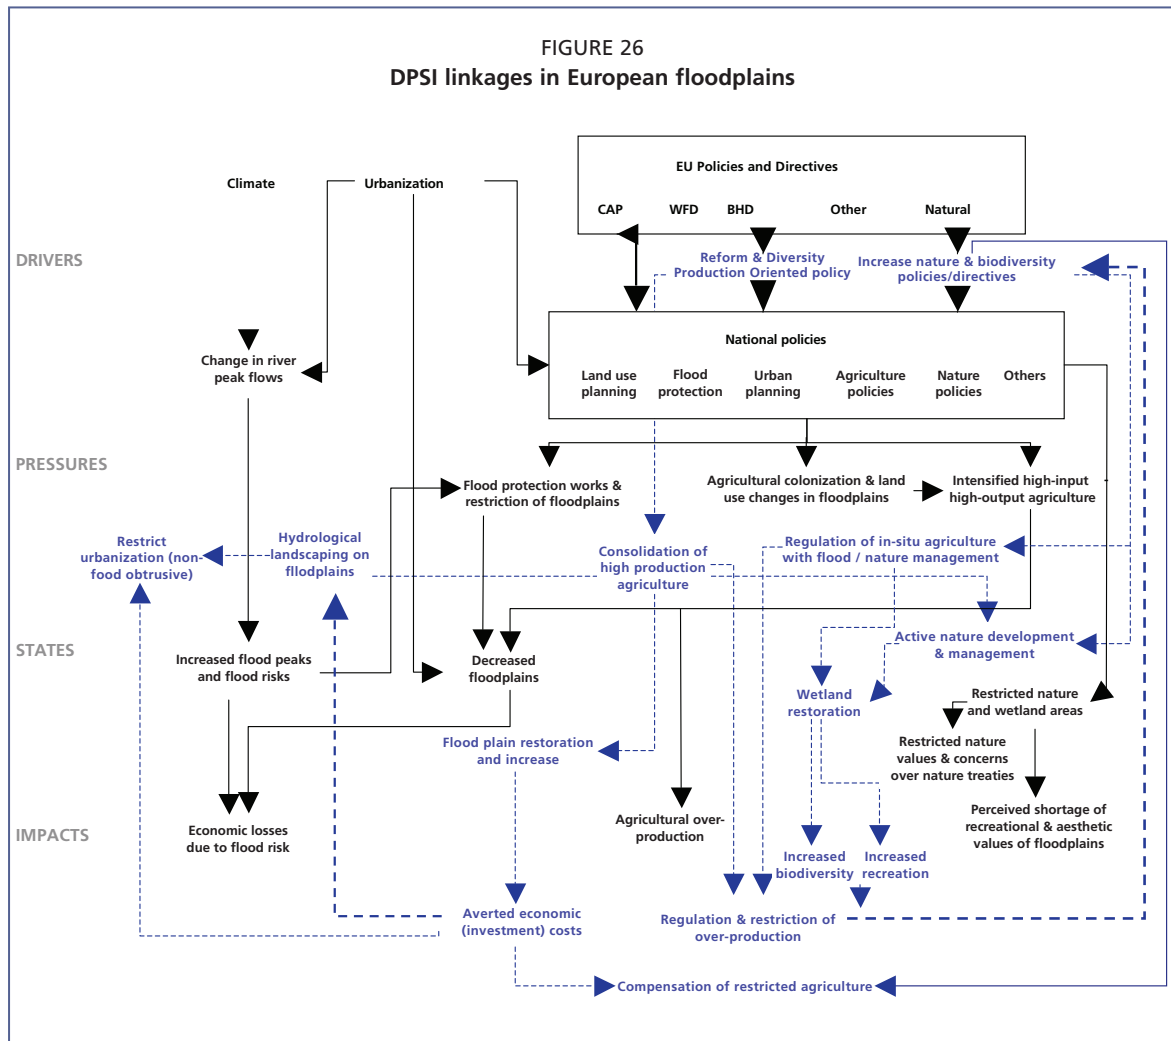 FIGURE 26
DPSI linkages in European floodplains
EU Policies and Directives
Climate
Urbanization
CAP
WFD
BHD
Other
Natural
DRIVERS
Reform & Diversity
Production Oriented policy
Increase nature & biodiversity
policies/directives
National policies
Change in river
peak flows
Land use
planning
Flood
protection
Urban
planning
Agriculture
policies
Nature
policies
Others
PRESSURES
Flood protection works &
restriction of floodplains
Agricultural colonization & land
use changes in floodplains
Intensified high-input
high-output agriculture
Restrict
urbanization (non-
food obtrusive)
Hydrological
landscaping on
fllodplains
Consolidation of
high production
agriculture
Regulation of in-situ agriculture
with flood / nature management
STATES
Increased flood peaks
and flood risks
Decreased
floodplains
Active nature development
& management
Wetland
restoration
Restricted nature
and wetland areas
Flood plain restoration
and increase
Restricted nature
values & concerns
over nature treaties
IMPACTS
Economic losses
due to flood risk
Agricultural over-
production
Perceived shortage of
recreational & aesthetic
values of floodplains
Increased
biodiversity
Increased
recreation
Averted economic
(investment) costs
Regulation & restriction of
over-production
Compensation of restricted agriculture